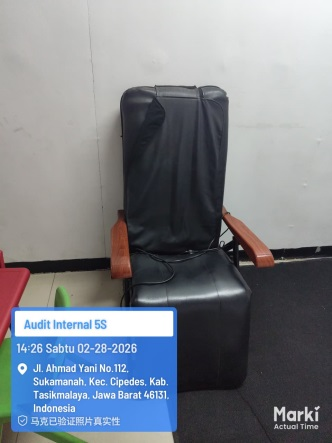 Audit Internal 5S
14:26 Sabtu 02-28-2026
Jl. Ahmad Yani No.112,
Sukamanah, Kec. Cipedes, Kab.
Tasikmalaya, Jawa Barat 46131,
Indonesia
马克已验证照片真实性
Marki
Actual Time